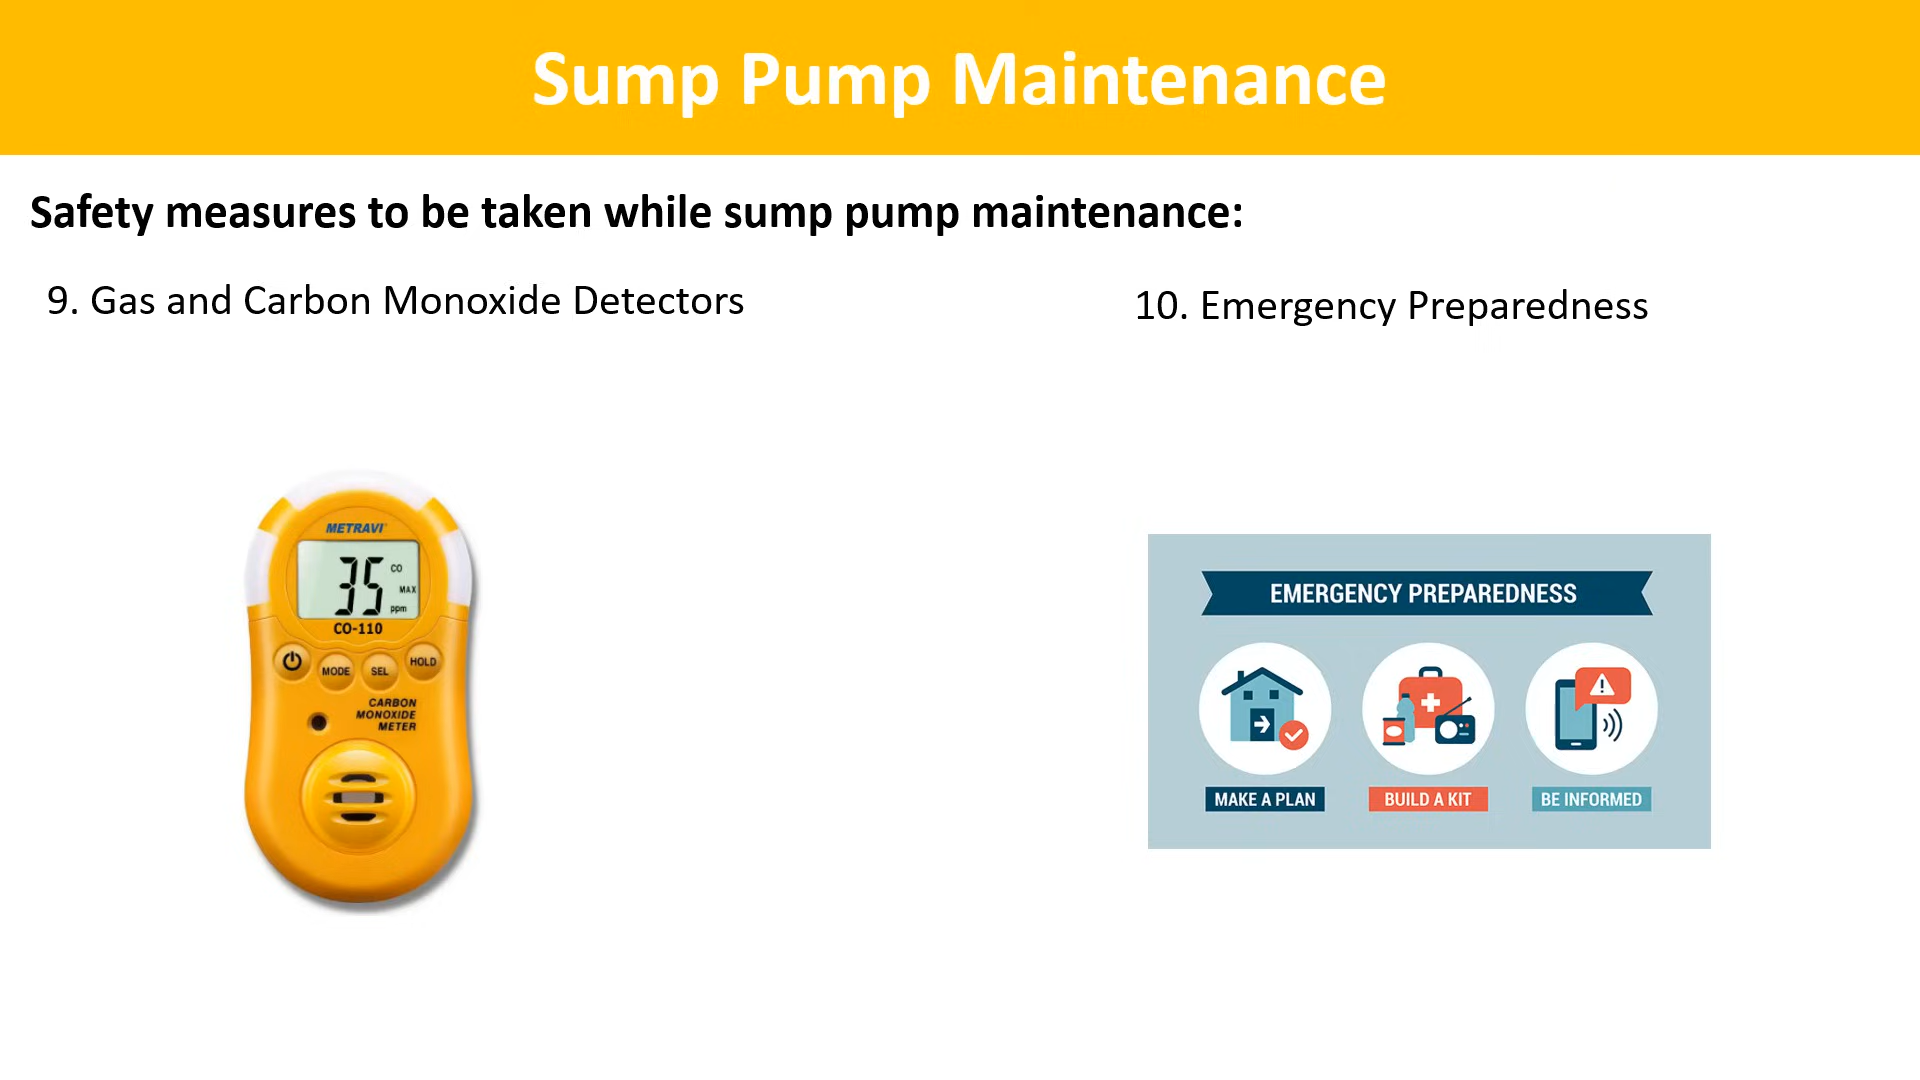 Sump Pump Maintenance
Safety measures to be taken while sump pump maintenance:
9. Gas and Carbon Monoxide Detectors
10. Emergency Preparedness
METRAVI
35
CO
MAX
ppm
CO-110
MODE
SEL
HOLD
CARBON
MONOXIDE
METER
EMERGENCY PREPAREDNESS
MAKE A PLAN
BUILD A KIT
BE INFORMED